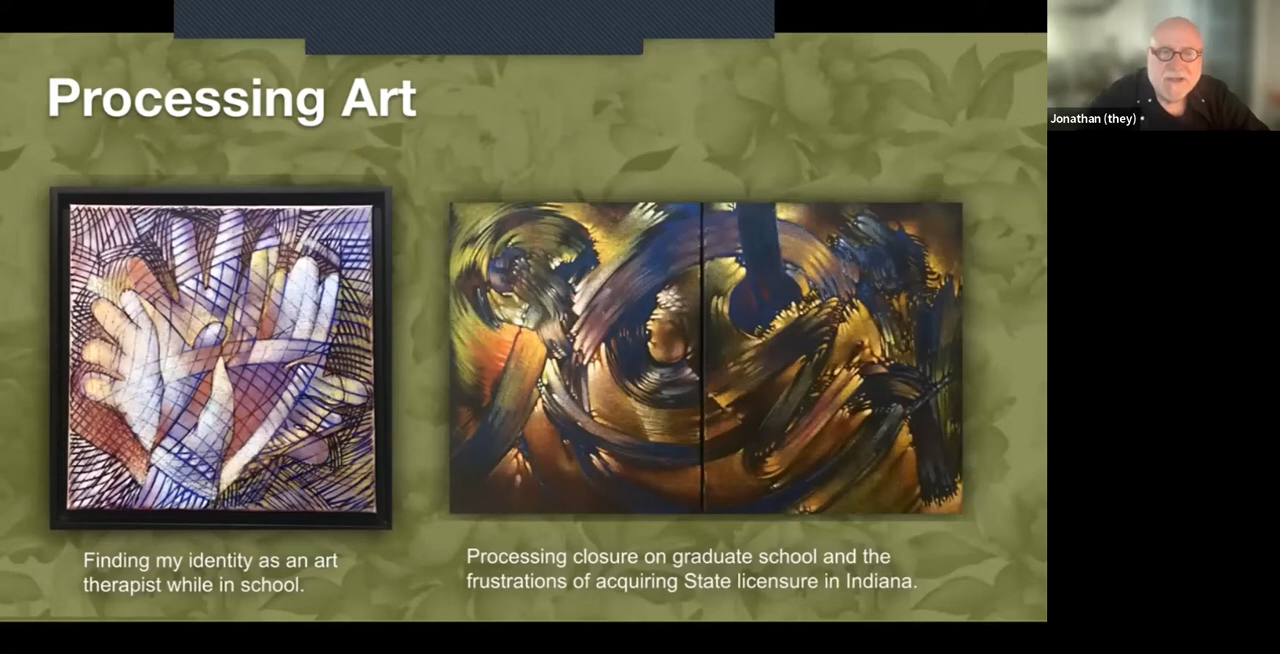 Processing Art
Jonathan (they)
Finding my identity as an art
therapist while in school.
Processing closure on graduate school and the
frustrations of acquiring State licensure in Indiana.